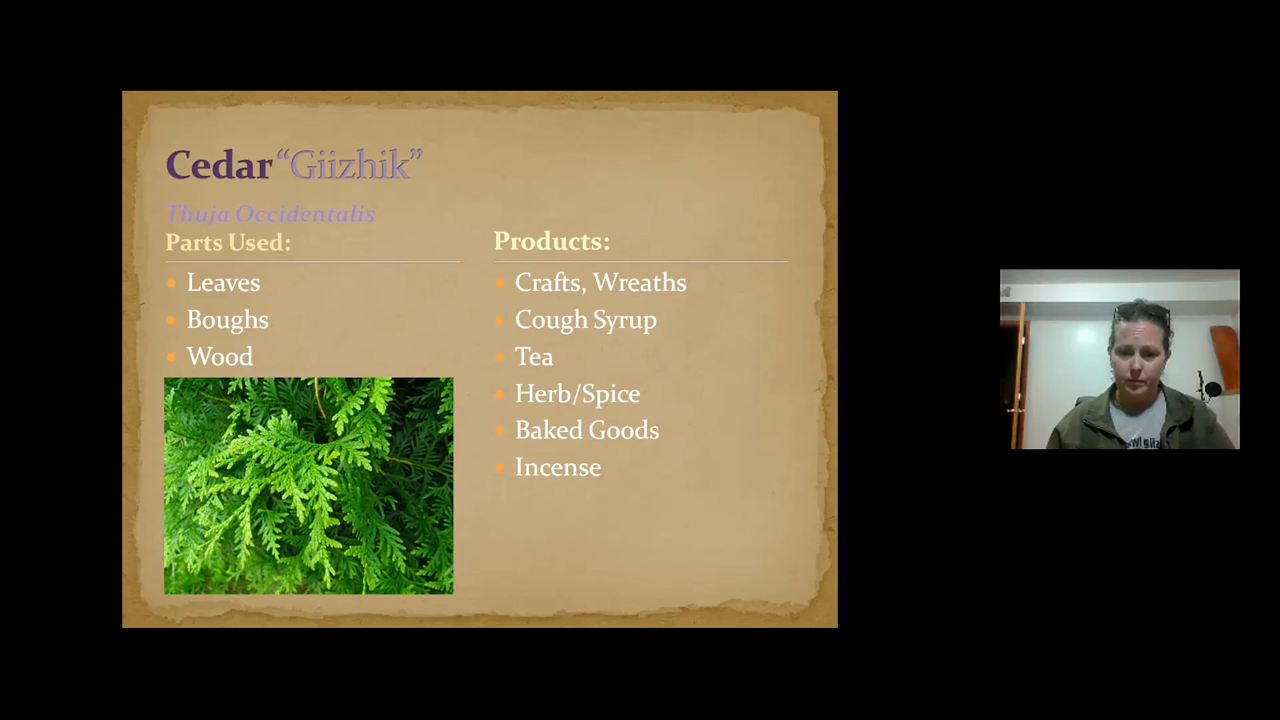 Cedar “Giizhik”
Thuja Occidentalis
Parts Used:
Leaves
Boughs
Wood
Products:
Crafts, Wreaths
Cough Syrup
Tea
Herb/Spice
Baked Goods
Incense